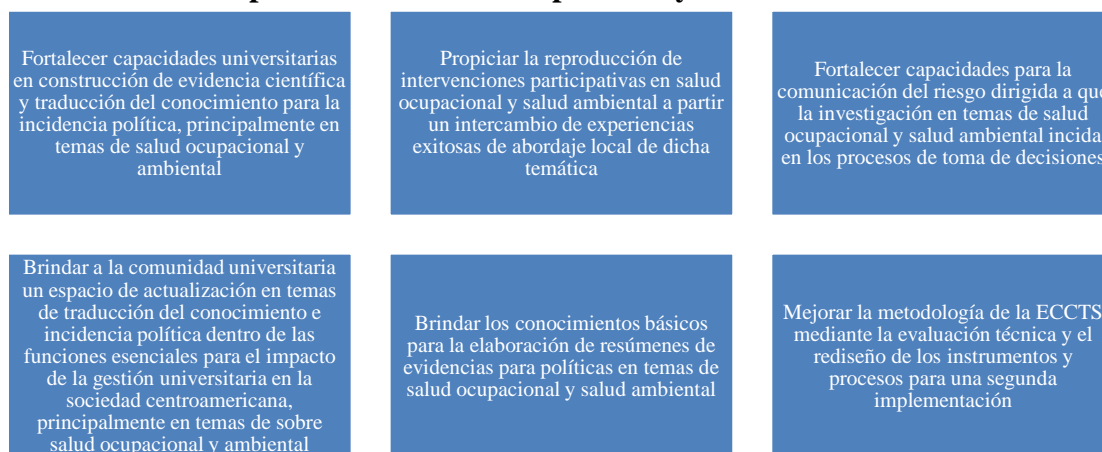 Fortalecer capacidades universitarias
en construcción de evidencia científica
y traducción del conocimiento para la
incidencia política, principalmente en
temas de salud ocupacional y
ambiental
Propiciar la reproducción de
intervenciones participativas en salud
ocupacional y salud ambiental a partir
un intercambio de experiencias
exitosas de abordaje local de dicha
temática
Fortalecer capacidades para la
comunicación del riesgo dirigida a que
la investigación en temas de salud
ocupacional y salud ambiental incida
en los procesos de toma de decisiones
Brindar a la comunidad universitaria
un espacio de actualización en temas
de traducción del conocimiento e
incidencia política dentro de las
funciones esenciales para el impacto
de la gestión universitaria en la
sociedad centroamericana,
principalmente en temas de sobre
salud ocupacional y ambiental
Brindar los conocimientos básicos
para la elaboración de resúmenes de
evidencias para políticas en temas de
salud ocupacional y salud ambiental
Mejorar la metodología de la ECCTS
mediante la evaluación técnica y el
rediseño de los instrumentos y
procesos para una segunda
implementación